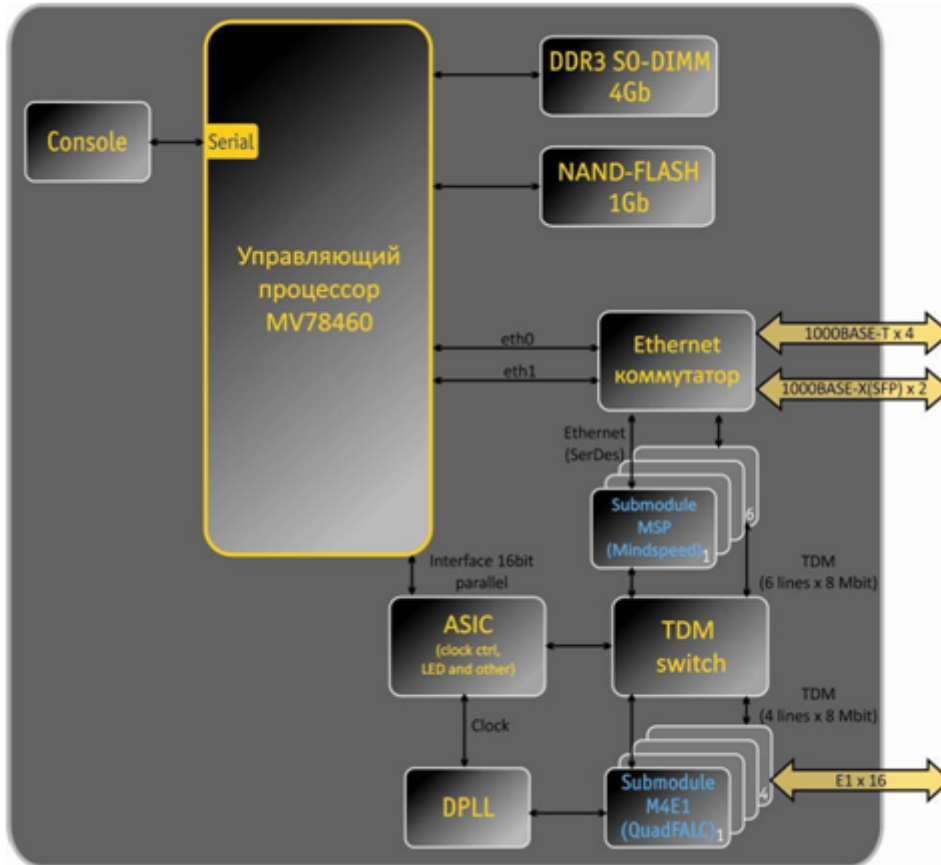 DDR3 SO-DIMM
4Gb
Console
Serial
NAND-FLASH
1Gb
Управляющий
процессор
MV78460
eth0
eth1
Ethernet
коммутатор
1000BASE-T x 4
1000BASE-X(SFP) x 2
Ethernet
(SerDes)
Submodule
MSP
(Mindspeed)
1
6
Interface 16bit
parallel
TDM
(6 lines x 8 Mbit)
ASIC
(clock ctrl,
LED and other)
TDM
switch
TDM
(4 lines x 8 Mbit)
Clock
DPLL
Submodule
M4E1
(QuadFALC)
1
4
E1 x 16